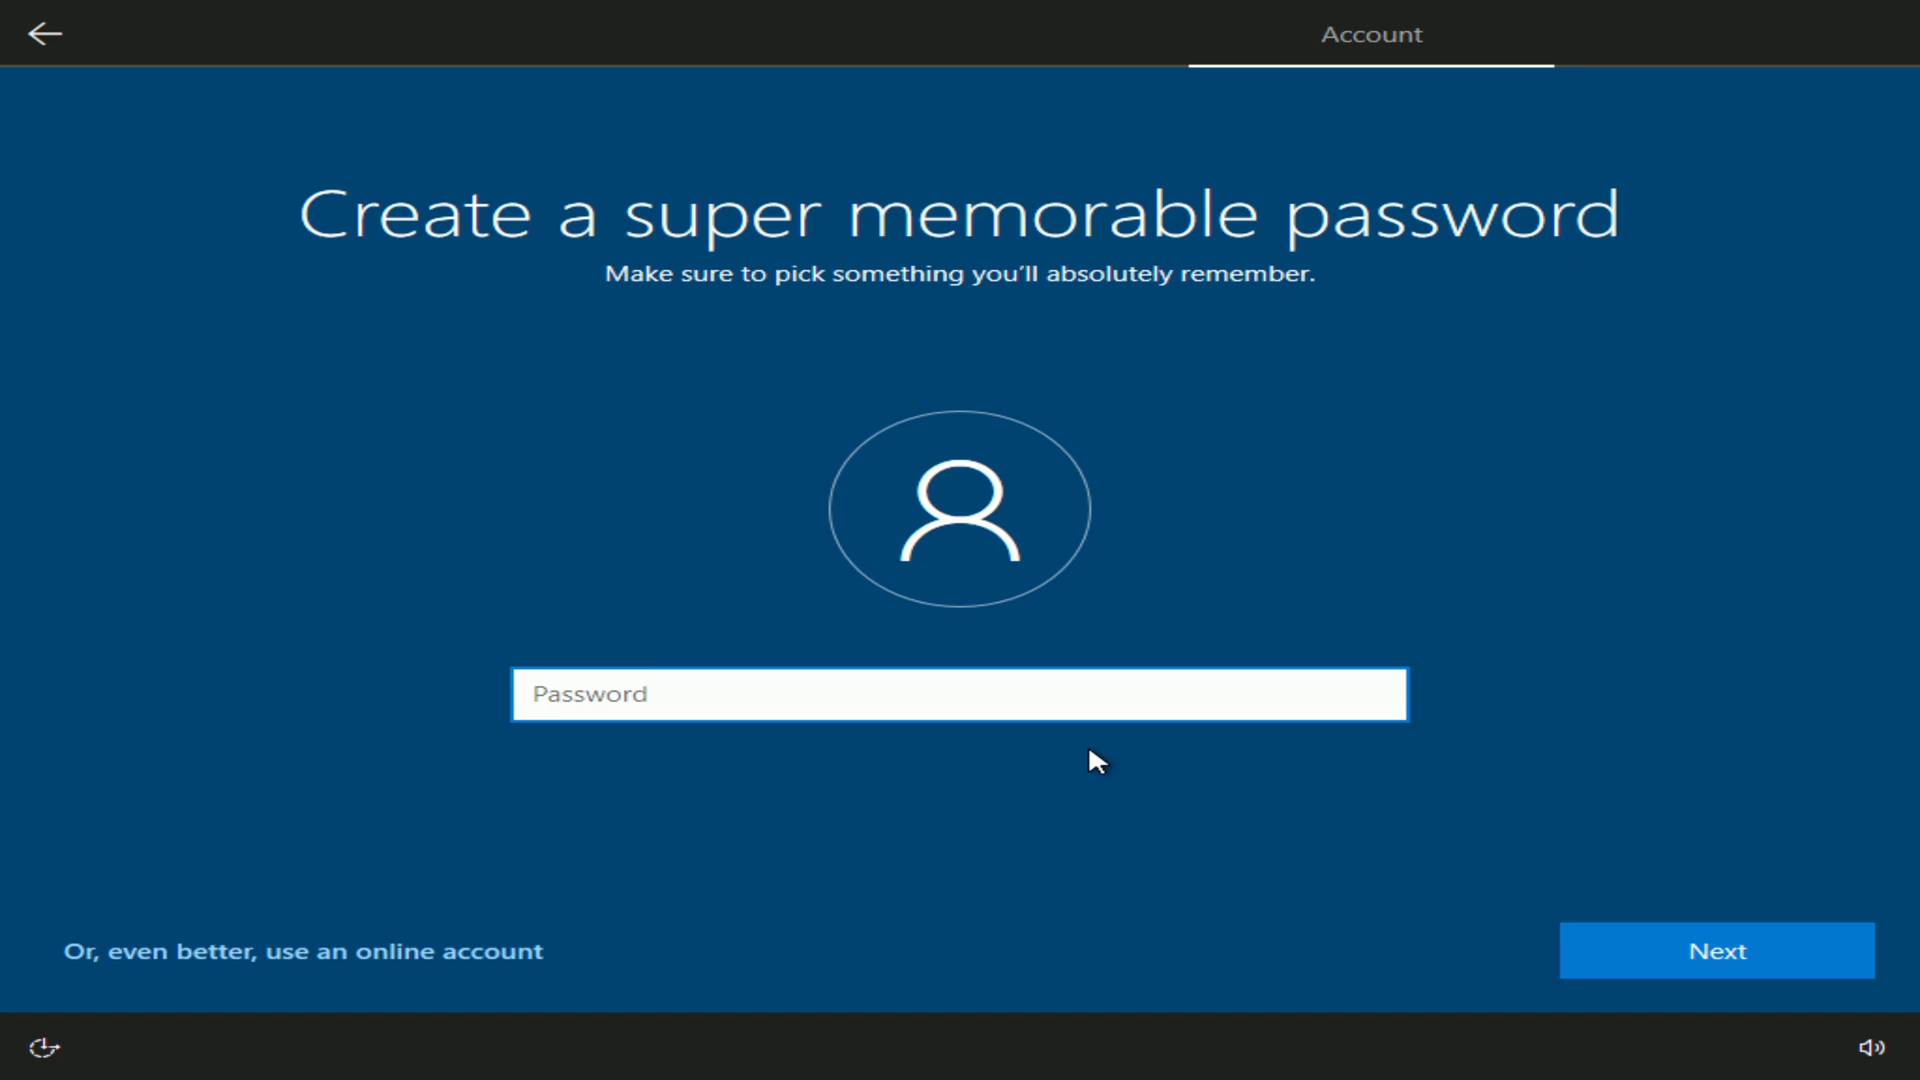 Account
Create a super memorable password
Make sure to pick something you'll absolutely remember.
Password
Or, even better, use an online account
Next